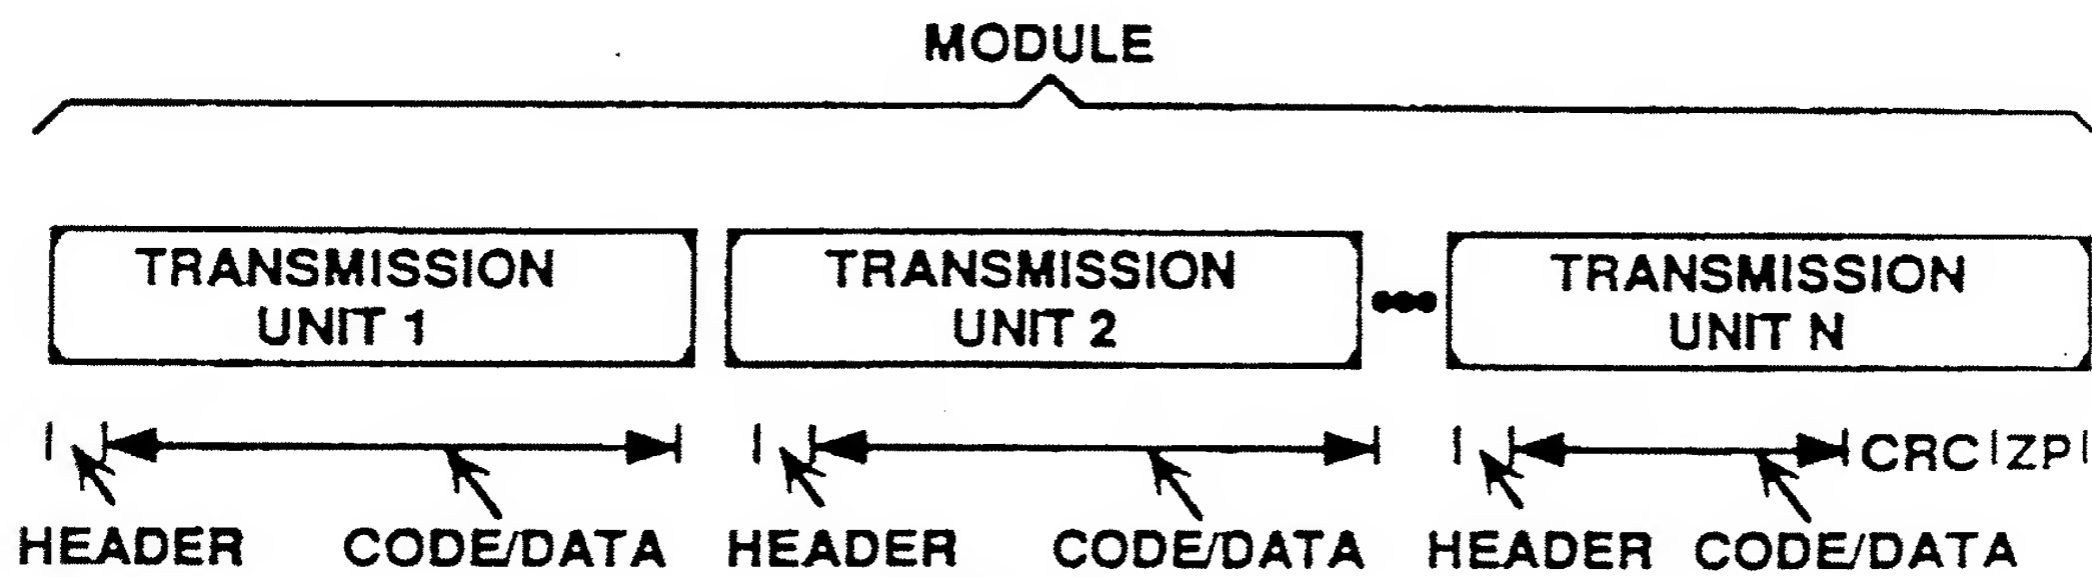 MODULE
TRANSMISSION
UNIT 1
TRANSMISSION
UNIT 2
TRANSMISSION
UNIT N
CRC ZP
HEADER CODE/DATA HEADER CODE/DATA HEADER CODE/DATA